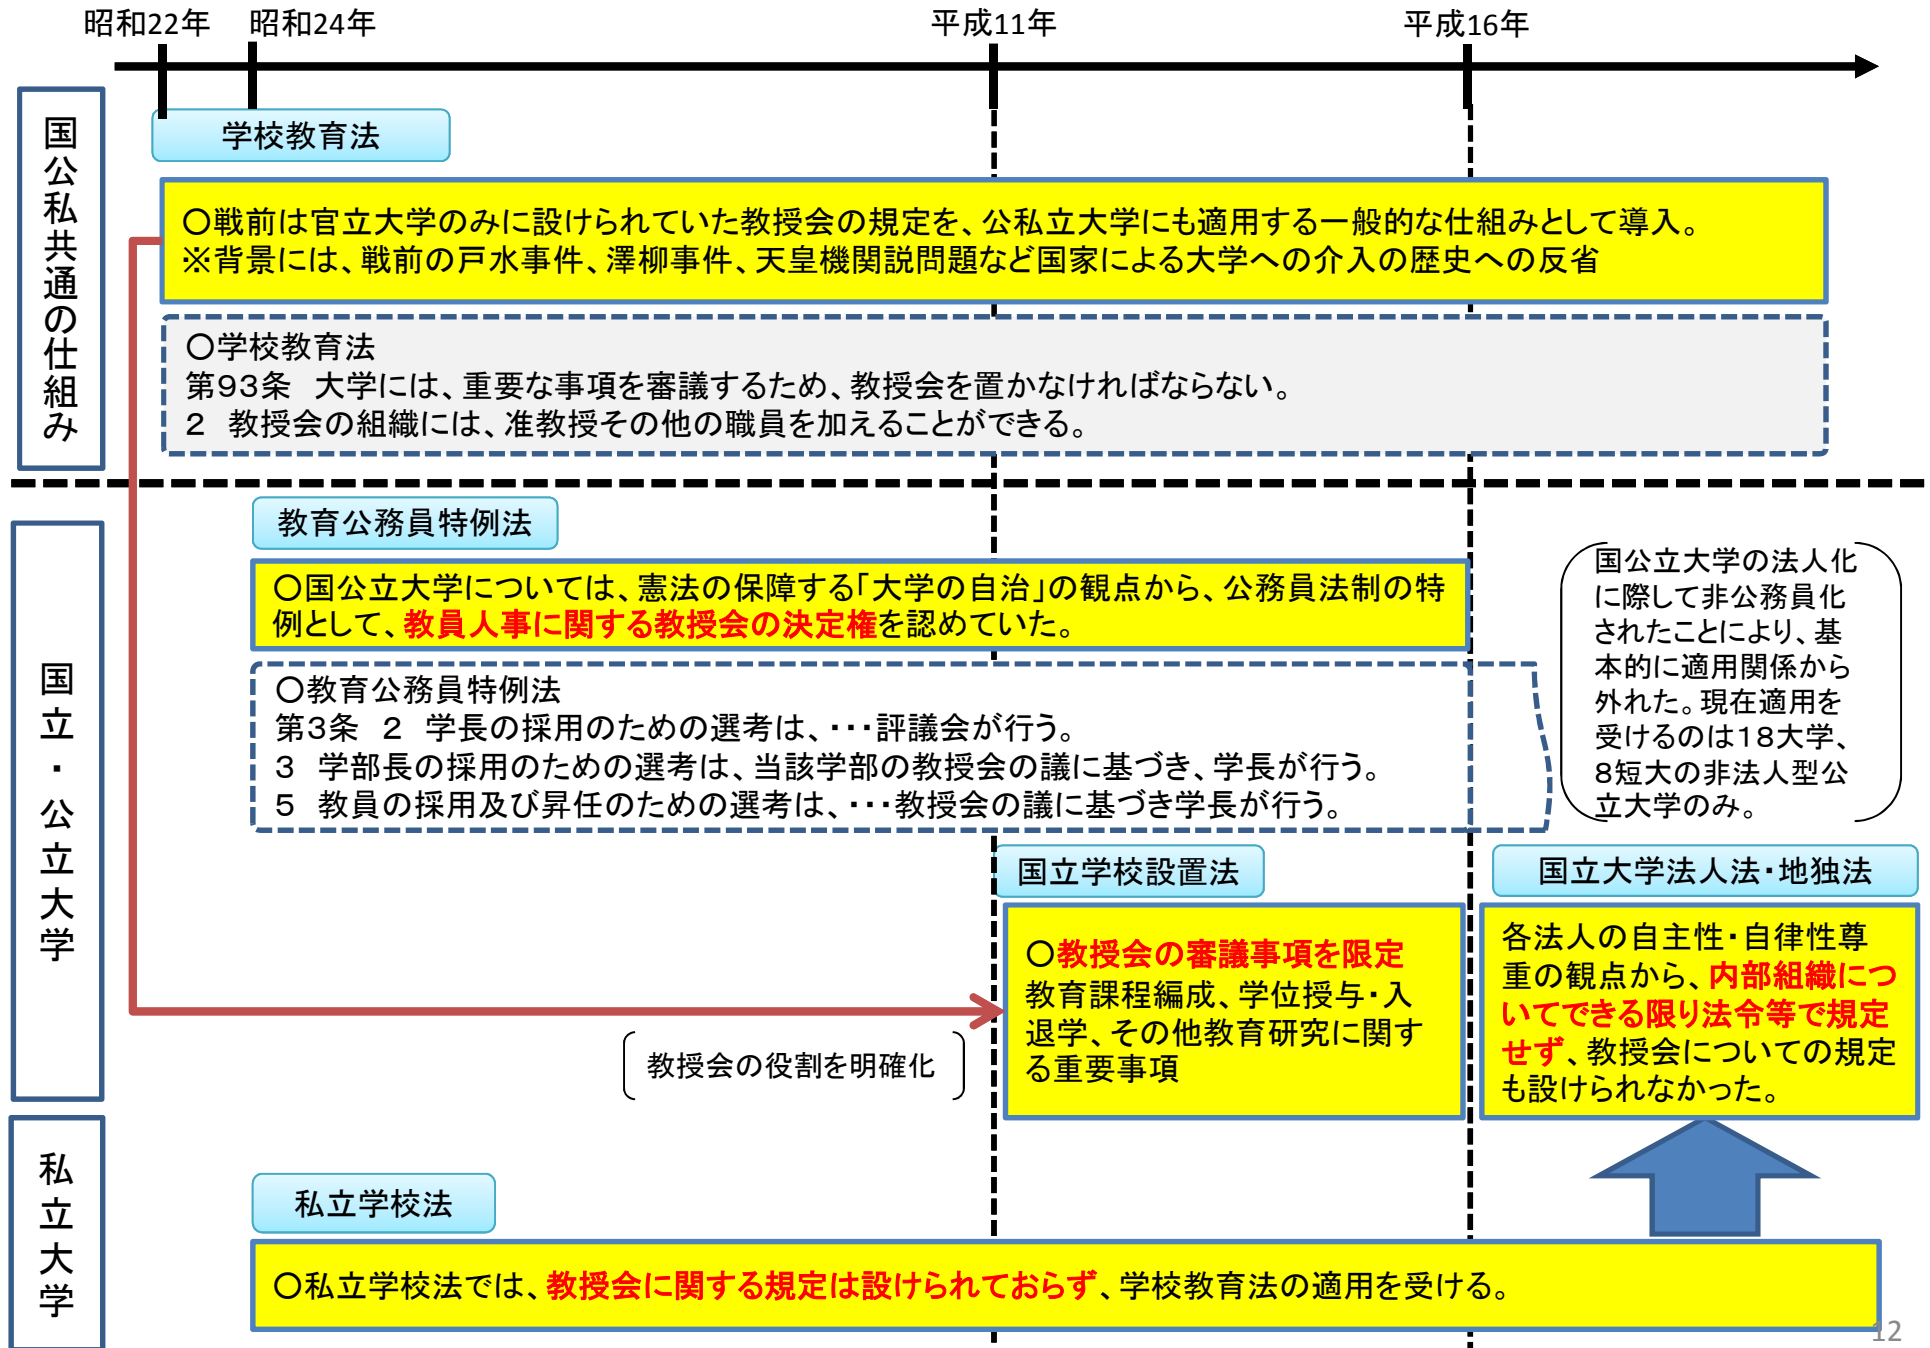 昭和22年
昭和24年
平成11年
平成16年
国公私共通の仕組み
学校教育法
○戦前は官立大学のみに設けられていた教授会の規定を、公私立大学にも適用する一般的な仕組みとして導入。
※背景には、戦前の戸水事件、澤柳事件、天皇機関説問題など国家による大学への介入の歴史への反省
○学校教育法
第93条　大学には、重要な事項を審議するため、教授会を置かなければならない。
2　教授会の組織には、准教授その他の職員を加えることができる。
国立・公立大学
教育公務員特例法
○国公立大学については、憲法の保障する「大学の自治」の観点から、公務員法制の特
例として、教員人事に関する教授会の決定権を認めていた。
○教育公務員特例法
第3条　2　学長の採用のための選考は、・・・評議会が行う。
3　学部長の採用のための選考は、当該学部の教授会の議に基づき、学長が行う。
5　教員の採用及び昇任のための選考は、・・・教授会の議に基づき学長が行う。
国公立大学の法人化
に際して非公務員化
されたことにより、基
本的に適用関係から
外れた。現在適用を
受けるのは18大学、
8短大の非法人型公
立大学のみ。
国立学校設置法
○教授会の審議事項を限定
教育課程編成、学位授与・入
退学、その他教育研究に関す
る重要事項
教授会の役割を明確化
国立大学法人法・地独法
各法人の自主性・自律性尊
重の観点から、内部組織につ
いてできる限り法令等で規定
せず、教授会についての規定
も設けられなかった。
私立大学
私立学校法
○私立学校法では、教授会に関する規定は設けられておらず、学校教育法の適用を受ける。
12